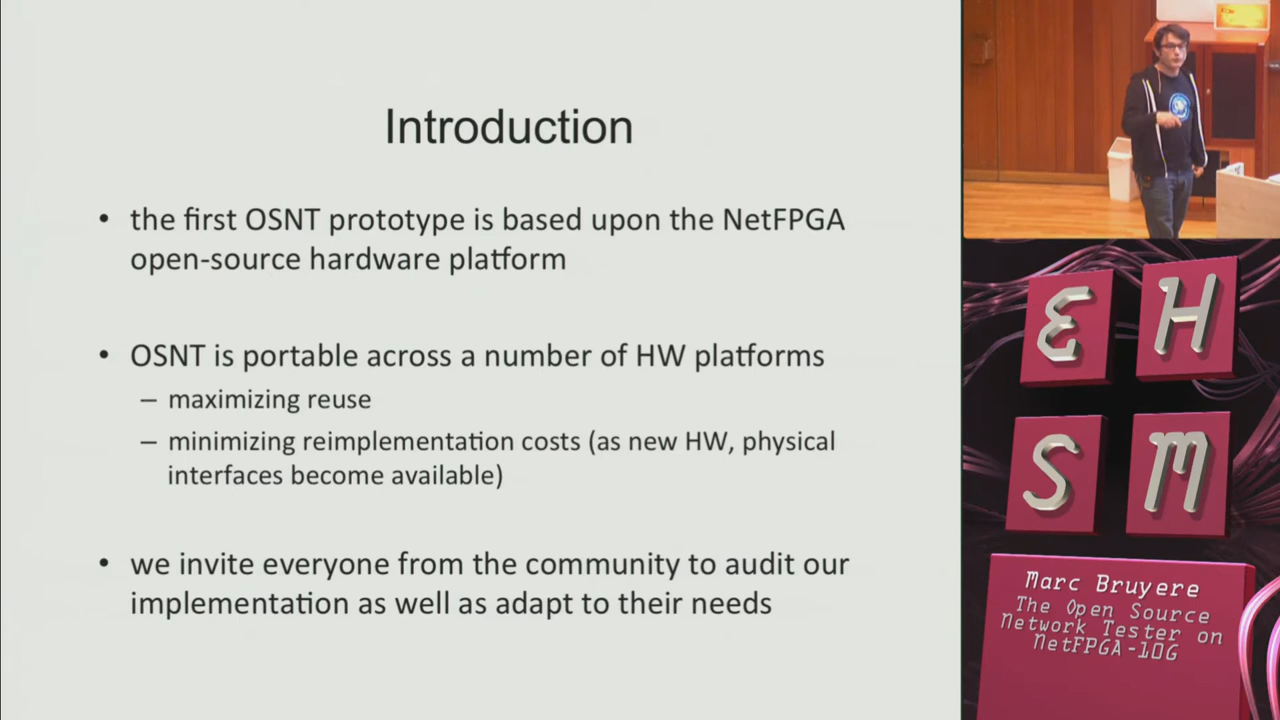 Introduction
• the first OSNT prototype is based upon the NetFPGA
open-source hardware platform
• OSNT is portable across a number of HW platforms
– maximizing reuse
– minimizing reimplementation costs (as new HW, physical
interfaces become available)
• we invite everyone from the community to audit our
implementation as well as adapt to their needs
E H
S M
Marc Bruyere
The Open Source
Network Tester on
NetFPGA-10G